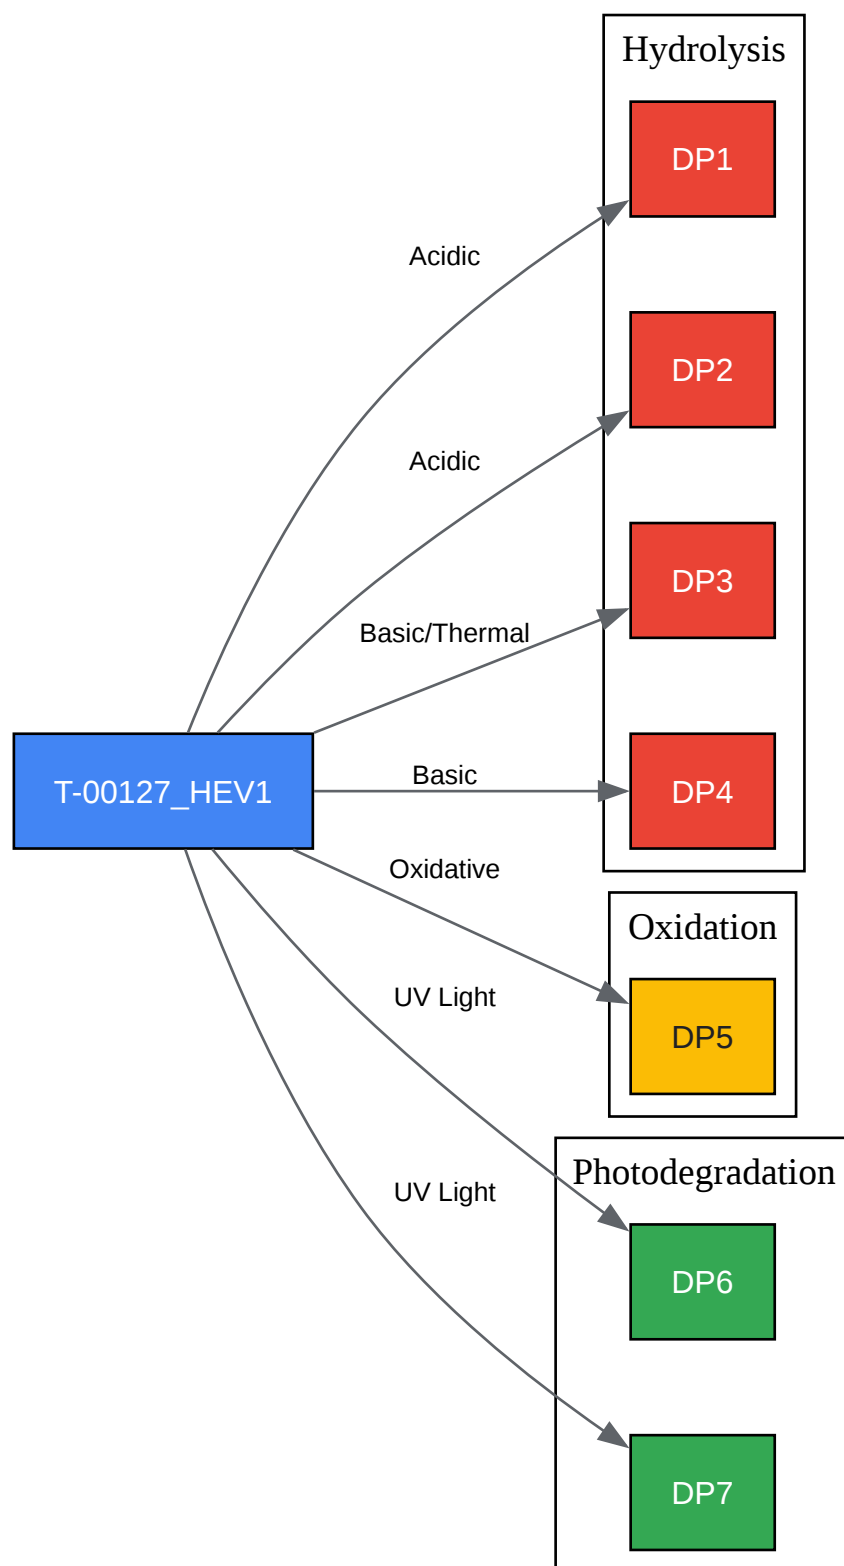 Hydrolysis
DP1
Acidic
DP2
Acidic
DP3
Basic/Thermal
DP4
Basic
T-00127_HEV1
Oxidative
Oxidation
DP5
UV Light
Photodegradation
UV Light
DP6
DP7